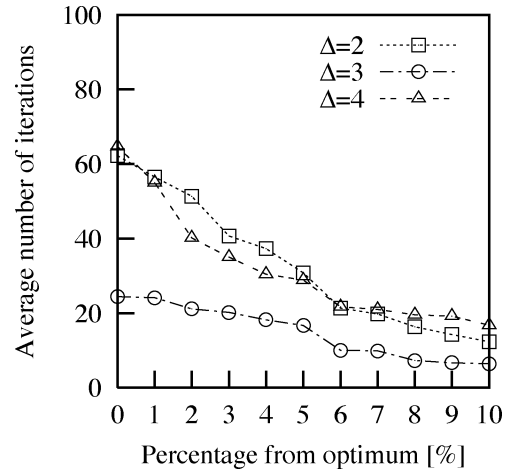 100
80
60
40
20
0
Average number of iterations
Δ=2
Δ=3
Δ=4
0 1 2 3 4 5 6 7 8 9 10
Percentage from optimum [%]